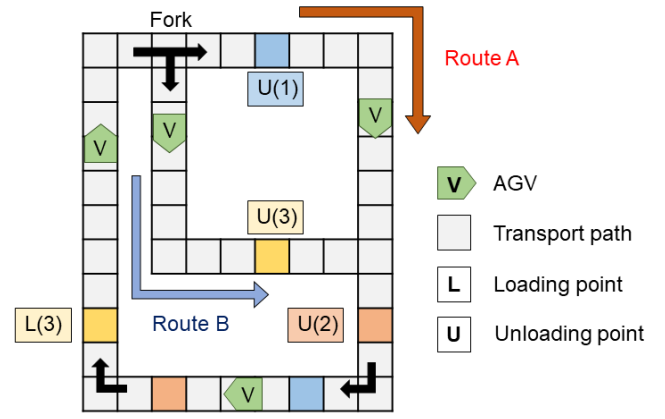 Fork
Route A
U(1)
V
V
V
V
AGV
U(3)
Transport path
L
Loading point
L(3)
Route B
U(2)
U
Unloading point
V